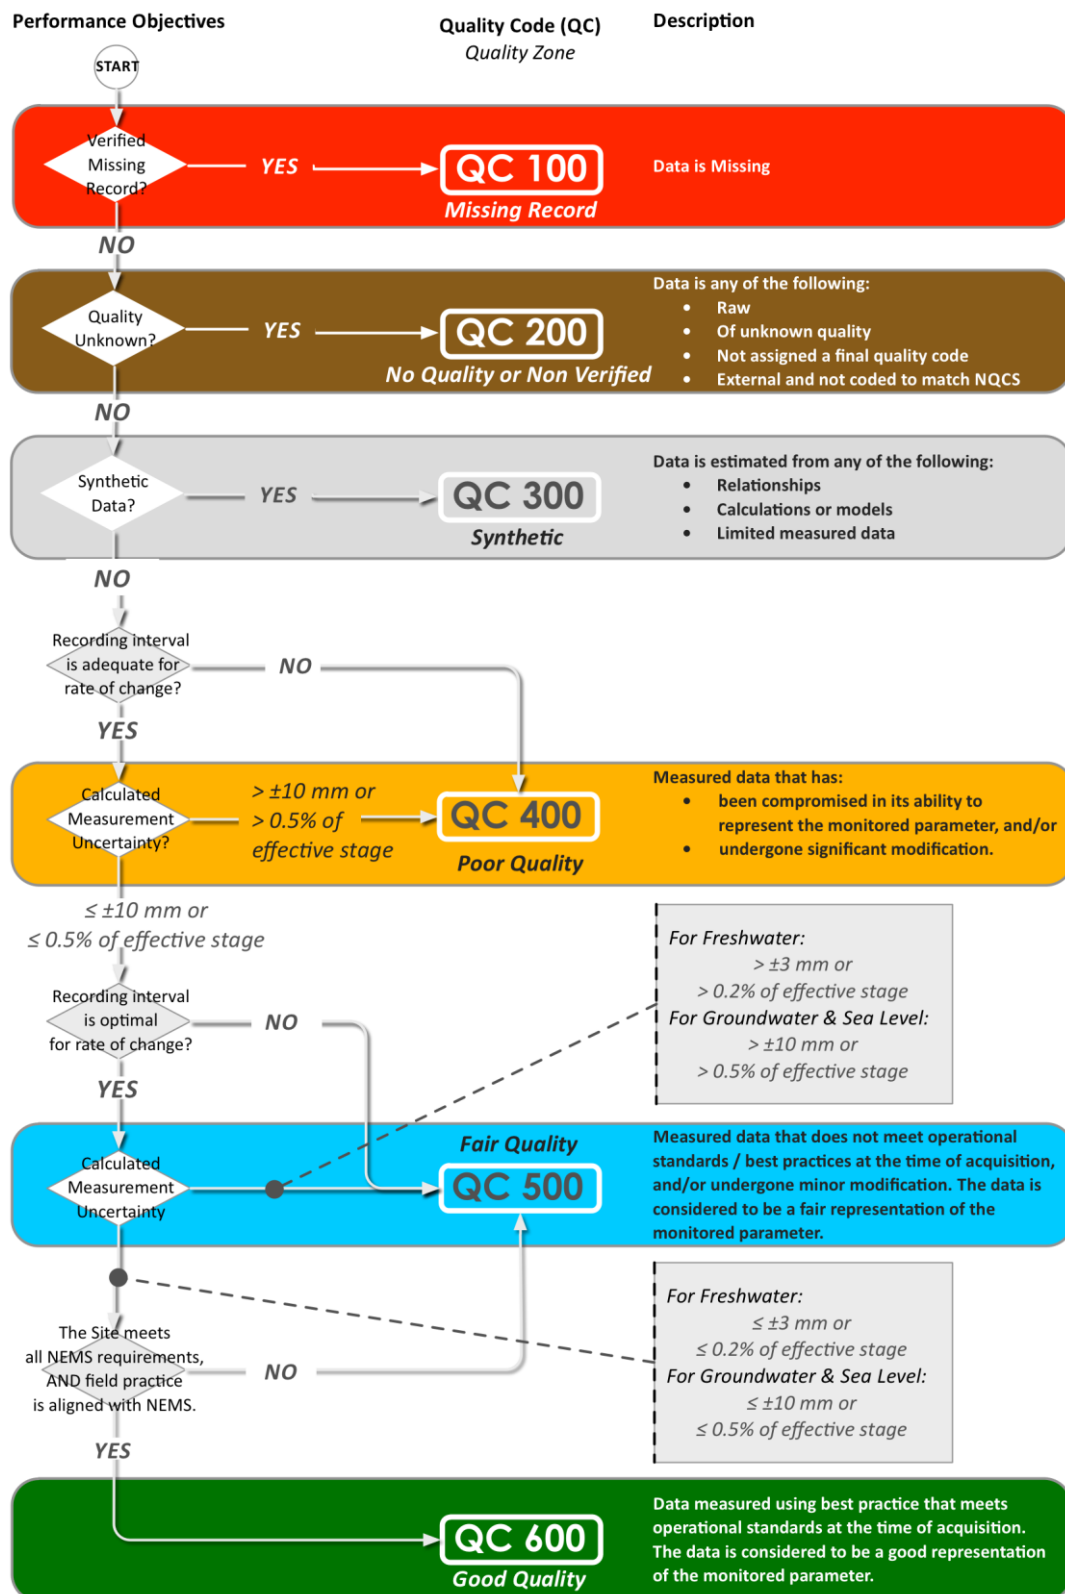 Performance Objectives
Quality Code (QC)
Quality Zone
Description
START
Verified
Missing
Record?
YES
QC 100
Missing Record
Data is Missing
NO
Quality
Unknown?
YES
QC 200
No Quality or Non Verified
Data is any of the following:
• Raw
• Of unknown quality
• Not assigned a final quality code
• External and not coded to match NQCS
NO
Synthetic
Data?
YES
QC 300
Synthetic
Data is estimated from any of the following:
• Relationships
• Calculations or models
• Limited measured data
NO
Recording interval
is adequate for
rate of change?
NO
YES
Calculated
Measurement
Uncertainty?
> ±10 mm or
> 0.5% of
effective stage
QC 400
Poor Quality
Measured data that has:
• been compromised in its ability to
represent the monitored parameter, and/or
• undergone significant modification.
≤ ±10 mm or
≤ 0.5% of effective stage
For Freshwater:
> ±3 mm or
> 0.2% of effective stage
For Groundwater & Sea Level:
> ±10 mm or
> 0.5% of effective stage
Recording interval
is optimal
for rate of change?
NO
YES
Calculated
Measurement
Uncertainty
Fair Quality
QC 500
Measured data that does not meet operational
standards / best practices at the time of acquisition,
and/or undergone minor modification. The data is
considered to be a fair representation of the
monitored parameter.
For Freshwater:
≤ ±3 mm or
≤ 0.2% of effective stage
For Groundwater & Sea Level:
≤ ±10 mm or
≤ 0.5% of effective stage
The Site meets
all NEMS requirements,
AND field practice
is aligned with NEMS.
NO
YES
QC 600
Good Quality
Data measured using best practice that meets
operational standards at the time of acquisition.
The data is considered to be a good representation
of the monitored parameter.